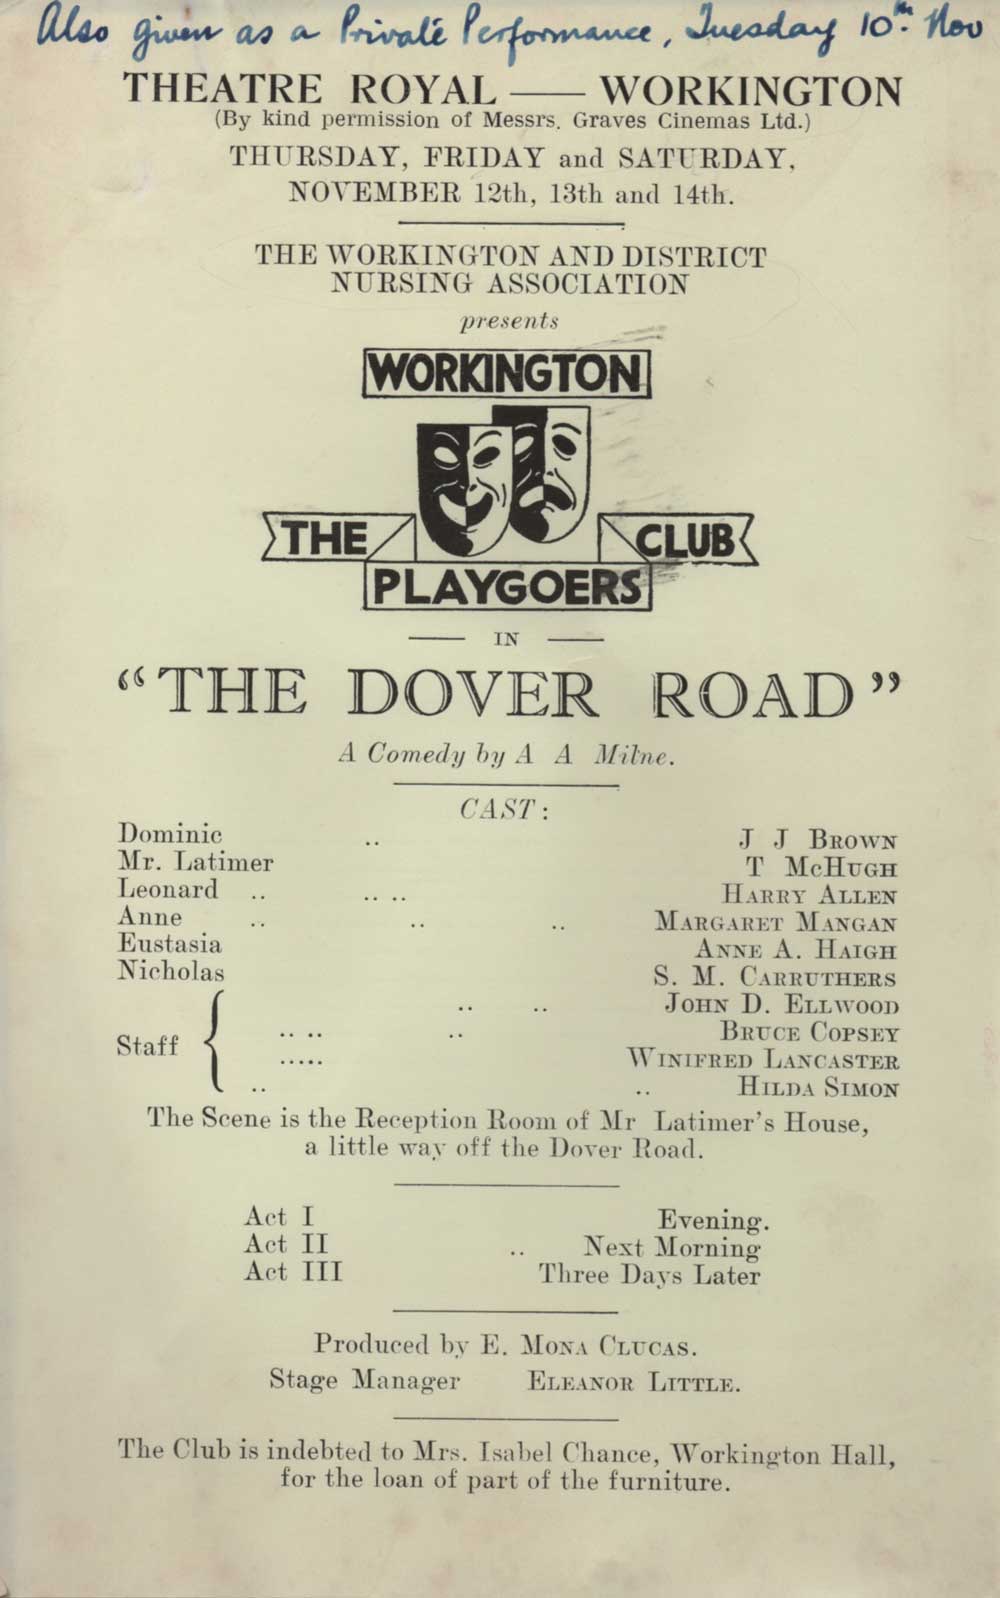 Also given as a Private Performance, Tuesday 10th Nov
THEATRE ROYAL — WORKINGTON
(By kind permission of Messrs. Graves Cinemas Ltd.)
THURSDAY, FRIDAY and SATURDAY,
NOVEMBER 12th, 13th and 14th.
THE WORKINGTON AND DISTRICT
NURSING ASSOCIATION
presents
WORKINGTON
THE CLUB
PLAYGOERS
— IN —
“THE DOVER ROAD”
A Comedy by A A Milne.
CAST:
Dominic .. J J BROWN
Mr. Latimer T MCHUGH
Leonard .. .. .. HARRY ALLEN
Anne .. .. .. MARGARET MANGAN
Eustasia ANNE A. HAIGH
Nicholas S. M. CARRUTHERS
.. .. JOHN D. ELLWOOD
Staff { .. .. .. BRUCE COPSEY
..... WINIFRED LANCASTER
.. .. HILDA SIMON
The Scene is the Reception Room of Mr Latimer's House,
a little way off the Dover Road.
Act I Evening.
Act II .. Next Morning
Act III Three Days Later
Produced by E. MONA CLUCAS.
Stage Manager ELEANOR LITTLE.
The Club is indebted to Mrs. Isabel Chance, Workington Hall,
for the loan of part of the furniture.